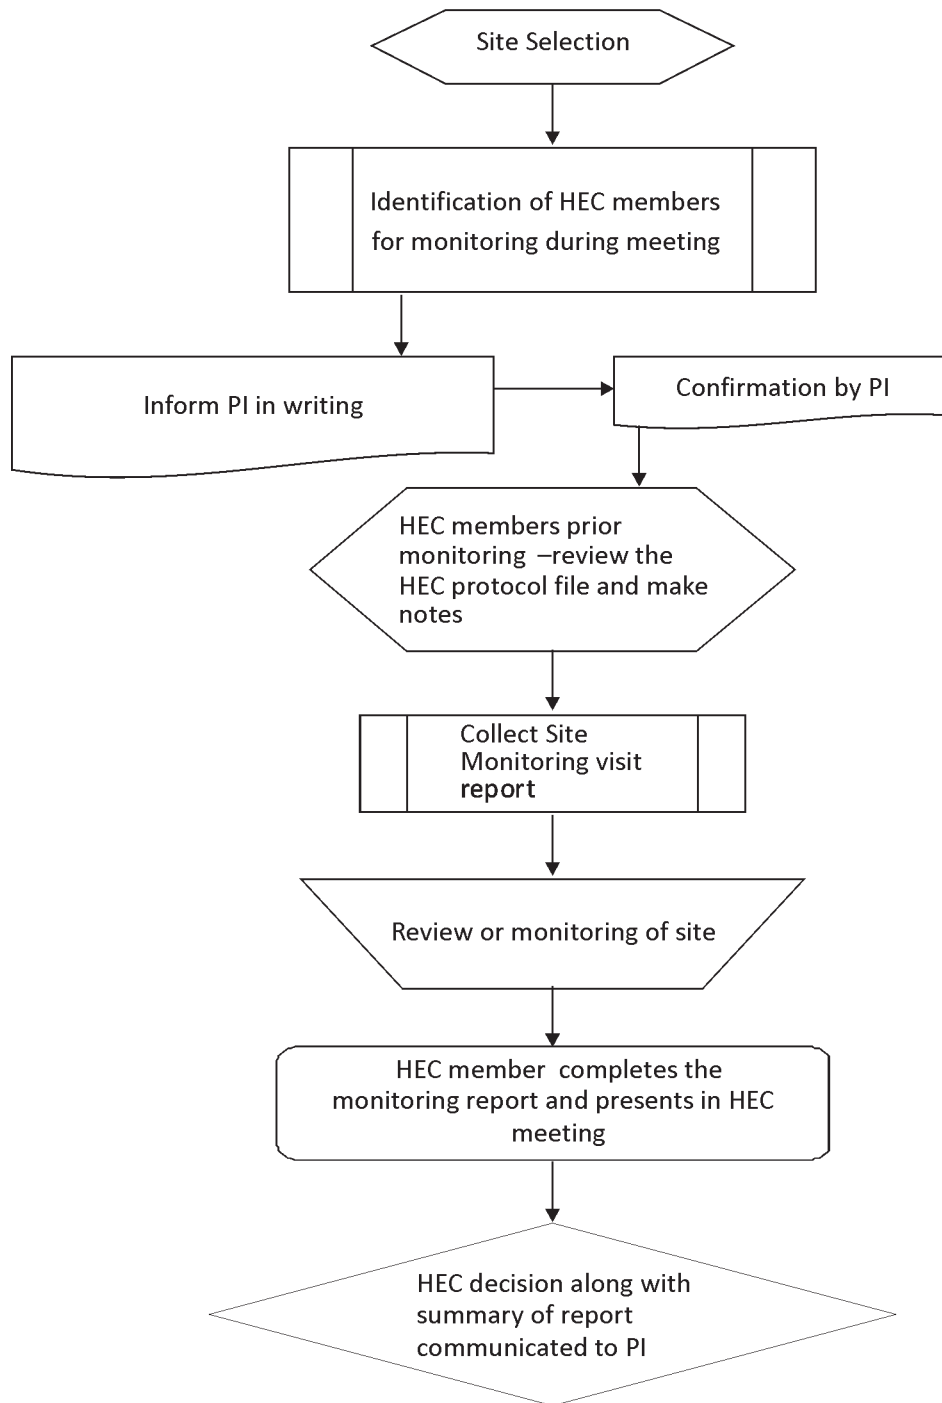 Site Selection
Identification of HEC members
for monitoring during meeting
Inform PI in writing
Confirmation by PI
HEC members prior
monitoring –review the
HEC protocol file and make
notes
Collect Site
Monitoring visit
report
Review or monitoring of site
HEC member completes the
monitoring report and presents in HEC
meeting
HEC decision along with
summary of report
communicated to PI